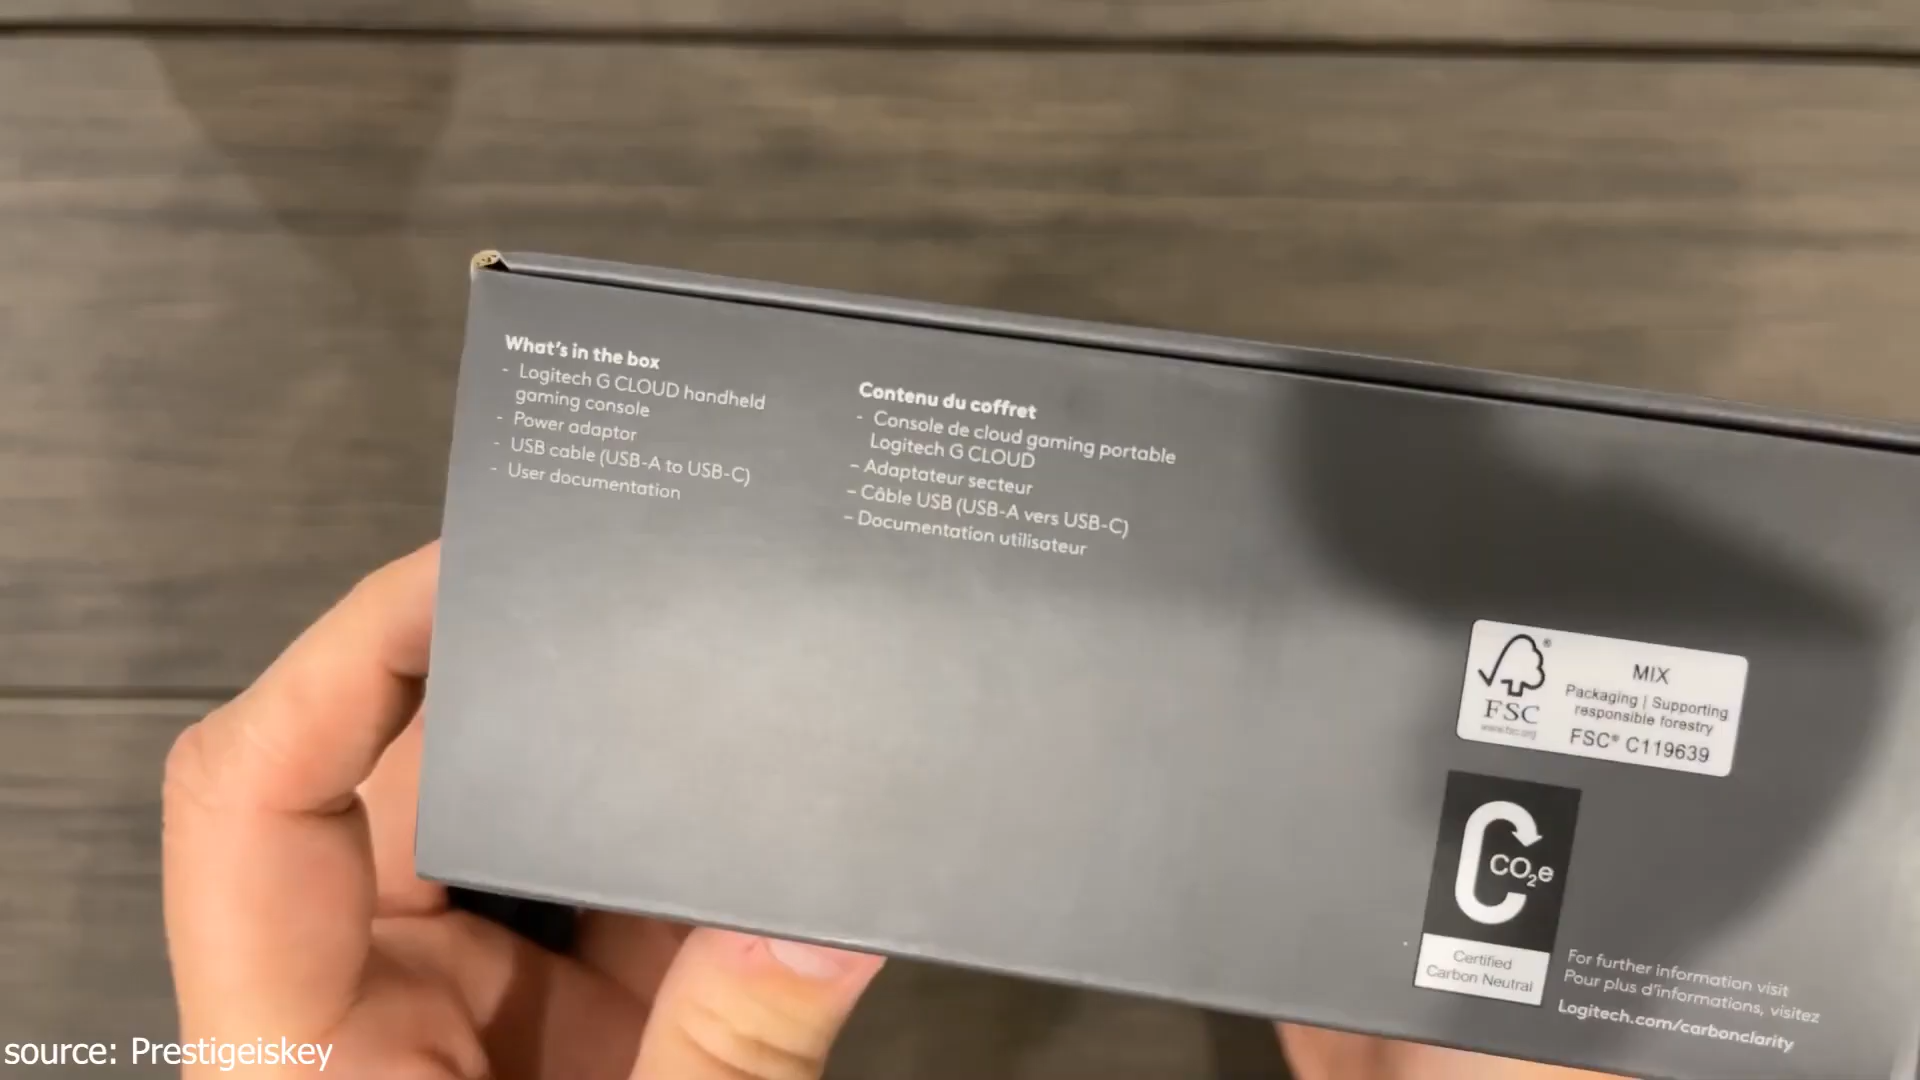 What's in the box
- Logitech G CLOUD handheld
gaming console
- Power adaptor
- USB cable (USB-A to USB-C)
- User documentation
Contenu du coffret
- Console de cloud gaming portable
Logitech G CLOUD
- Adaptateur secteur
- Câble USB (USB-A vers USB-C)
- Documentation utilisateur
FSC®
www.fsc.org
MIX
Packaging | Supporting
responsible forestry
FSC® C119639
CO₂e
Certified
Carbon Neutral
For further information visit
Pour plus d'informations, visitez
Logitech.com/carbonclarity
source: Prestigeiskey